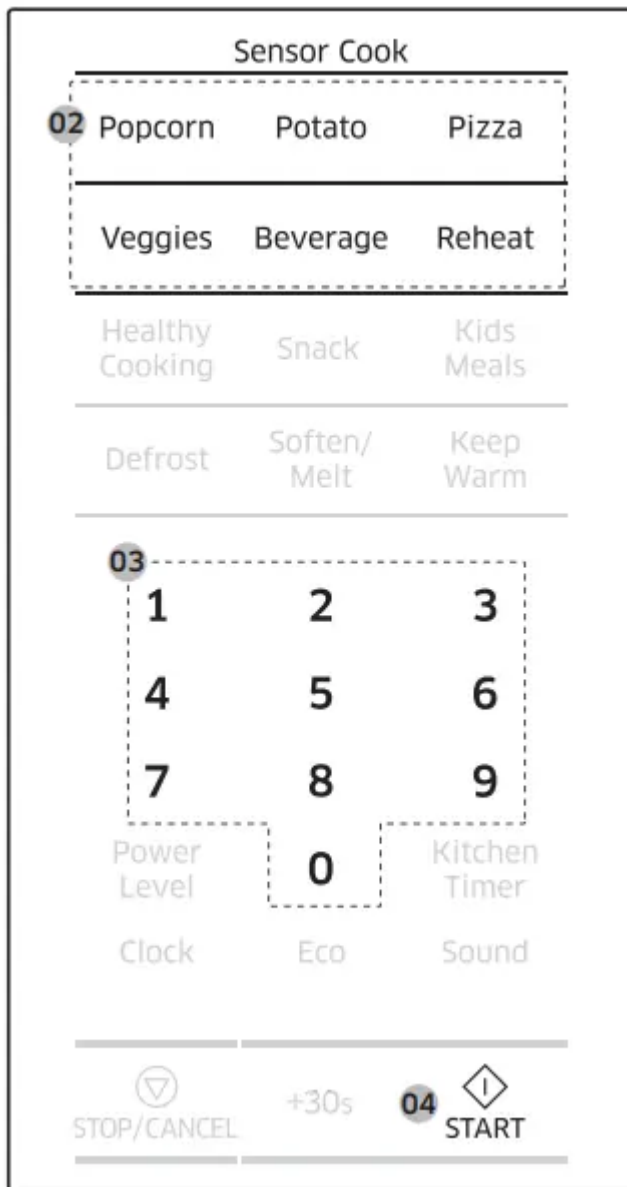 Sensor Cook
02 Popcorn Potato Pizza
Veggies Beverage Reheat
Healthy
Cooking Snack Kids
Meals
Defrost Soften/
Melt Keep
Warm
03
1 2 3
4 5 6
7 8 9
Power
Level 0 Kitchen
Timer
Clock Eco Sound
STOP/CANCEL +30s 04 START